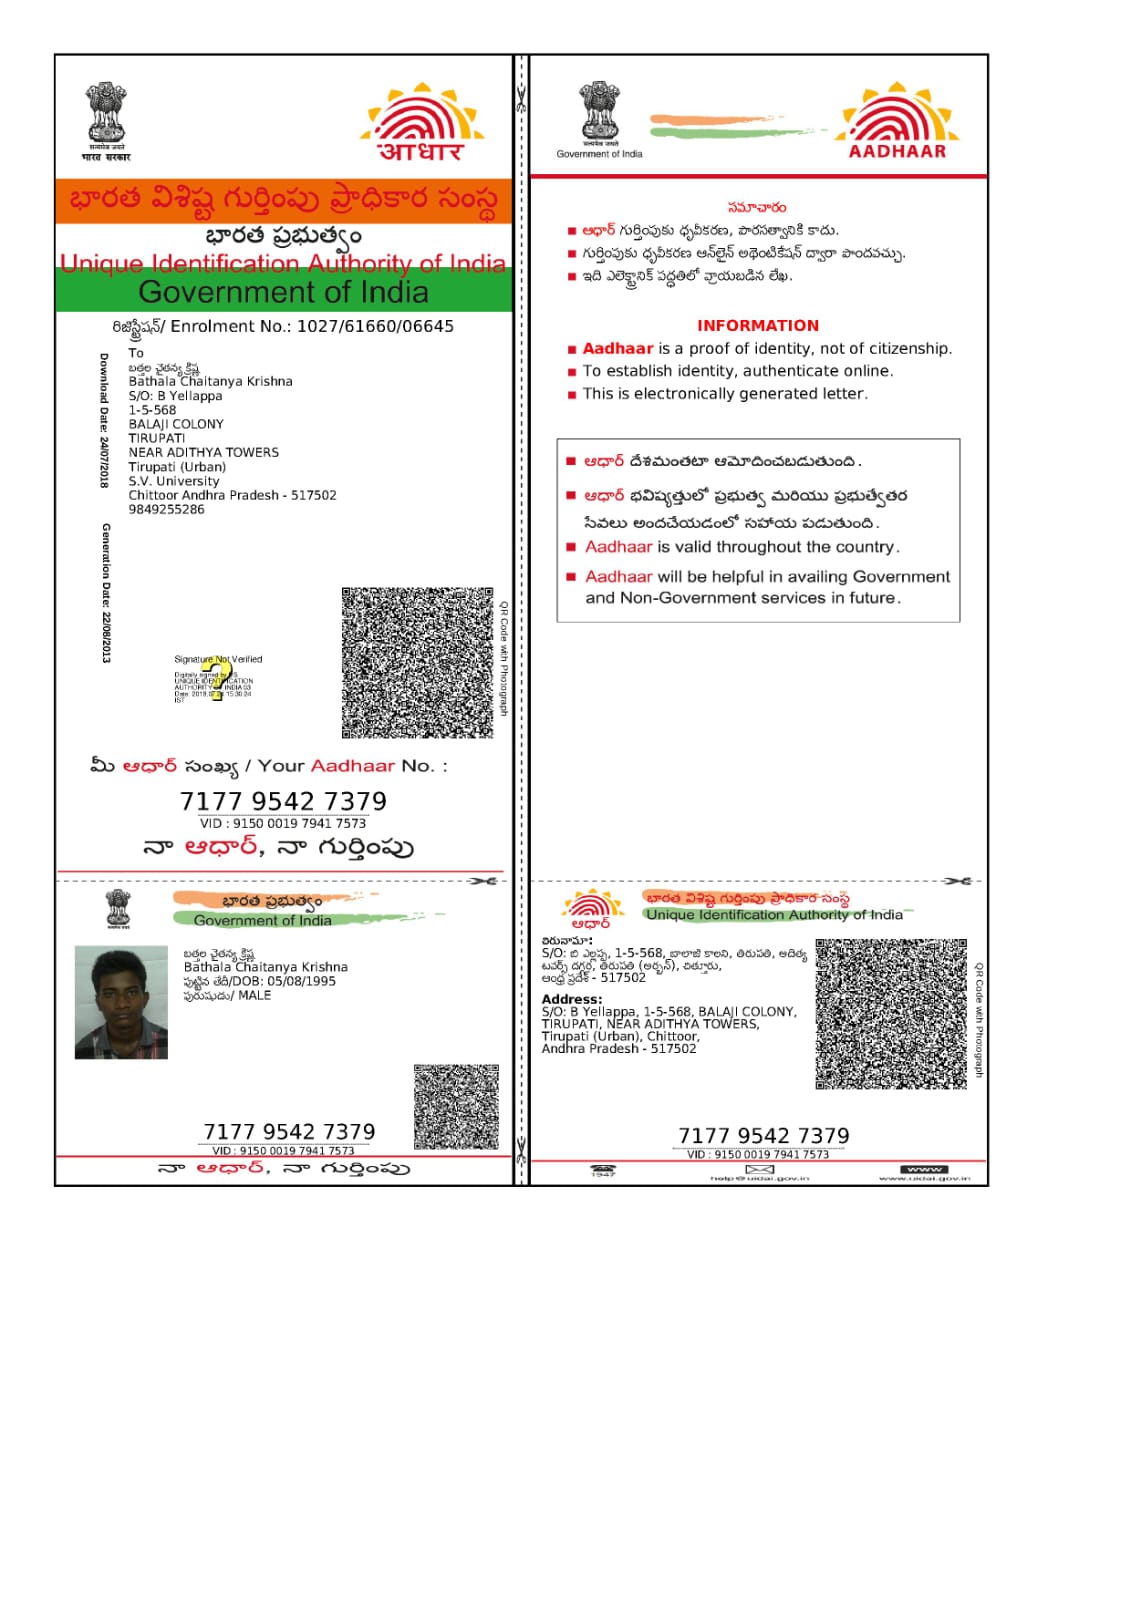 सत्यमेव जयते
भारत सरकार
आधार
భారత విశిష్ట గుర్తింపు ప్రాధికార సంస్థ
భారత ప్రభుత్వం
Unique Identification Authority of India
Government of India
రిజిస్ట్రేషన్/ Enrolment No.: 1027/61660/06645
Download Date: 24/07/2018
Generation Date: 22/08/2013
To
బత్తల చైతన్య క్రిష్ణ
Bathala Chaitanya Krishna
S/O: B Yellappa
1-5-568
BALAJI COLONY
TIRUPATI
NEAR ADITHYA TOWERS
Tirupati (Urban)
S.V. University
Chittoor Andhra Pradesh - 517502
9849255286
QR Code with Photograph
Signature Not Verified
Digitally signed by DS
UNIQUE IDENTIFICATION
AUTHORITY OF INDIA 03
IST
మీ ఆధార్ సంఖ్య / Your Aadhaar No. :
7177 9542 7379
VID : 9150 0019 7941 7573
నా ఆధార్, నా గుర్తింపు
सत्यमेव जयते
Government of India
AADHAAR
సమాచారం
ఆధార్ గుర్తింపుకు ధృవీకరణ, పౌరసత్వానికి కాదు.
గుర్తింపుకు ధృవీకరణ ఆన్‌లైన్ అథెంటికేషన్ ద్వారా పొందవచ్చు.
ఇది ఎలెక్ట్రానిక్ పద్ధతిలో వ్రాయబడిన లేఖ.
INFORMATION
Aadhaar is a proof of identity, not of citizenship.
To establish identity, authenticate online.
This is electronically generated letter.
ఆధార్ దేశమంతటా ఆమోదించబడుతుంది.
ఆధార్ భవిష్యత్తులో ప్రభుత్వ మరియు ప్రభుత్వేతర
సేవలు అందచేయడంలో సహాయ పడుతుంది.
Aadhaar is valid throughout the country.
Aadhaar will be helpful in availing Government
and Non-Government services in future.
భారత ప్రభుత్వం
Government of India
బత్తల చైతన్య క్రిష్ణ
Bathala Chaitanya Krishna
పుట్టిన తేదీ/DOB: 05/08/1995
పురుషుడు/ MALE
7177 9542 7379
VID : 9150 0019 7941 7573
నా ఆధార్, నా గుర్తింపు
ఆధార్
భారత విశిష్ట గుర్తింపు ప్రాధికార సంస్థ
Unique Identification Authority of India
చిరునామా:
S/O: బి ఎల్లప్ప, 1-5-568, బాలాజీ కాలని, తిరుపతి, అదిత్య
టవర్స్ దగ్గర, తిరుపతి (అర్బన్), చిత్తూరు,
ఆంధ్ర ప్రదేశ్ - 517502
Address:
S/O: B Yellappa, 1-5-568, BALAJI COLONY,
TIRUPATI, NEAR ADITHYA TOWERS,
Tirupati (Urban), Chittoor,
Andhra Pradesh - 517502
QR Code with Photograph
7177 9542 7379
VID : 9150 0019 7941 7573
1947
help@uidai.gov.in
www
www.uidai.gov.in